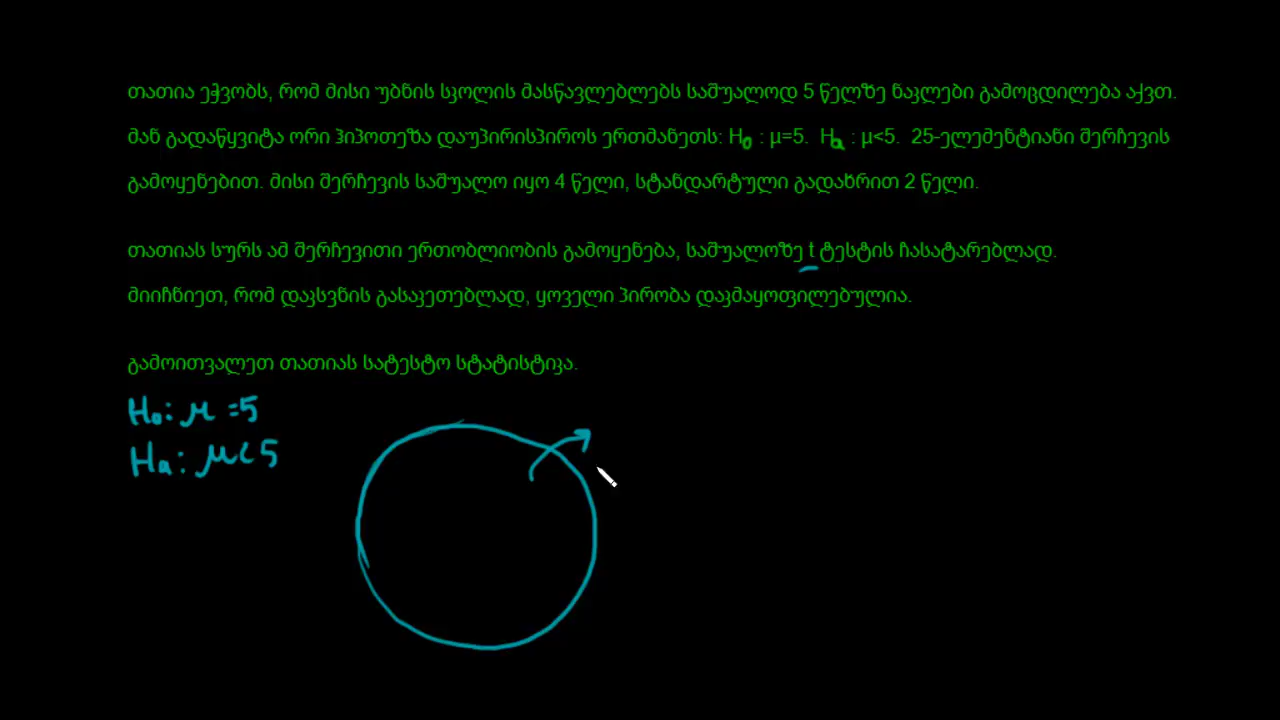 თათია ეჭვობს, რომ მისი უბნის სკოლის მასწავლებლებს საშუალოდ 5 წელზე ნაკლები გამოცდილება აქვთ.
მან გადაწყვიტა ორი ჰიპოთეზა დაუპირისპიროს ერთმანეთს: H0 : µ=5. Ha : µ<5. 25-ელემენტიანი შერჩევის
გამოყენებით. მისი შერჩევის საშუალო იყო 4 წელი, სტანდარტული გადახრით 2 წელი.
თათიას სურს ამ შერჩევითი ერთობლიობის გამოყენება, საშუალოზე t ტესტის ჩასატარებლად.
მიიჩნიეთ, რომ დაკსვნის გასაკეთებლად, ყოველი პირობა დაკმაყოფილებულია.
გამოითვალეთ თათიას სატესტო სტატისტიკა.
H0: µ =5
Ha: µ< 5